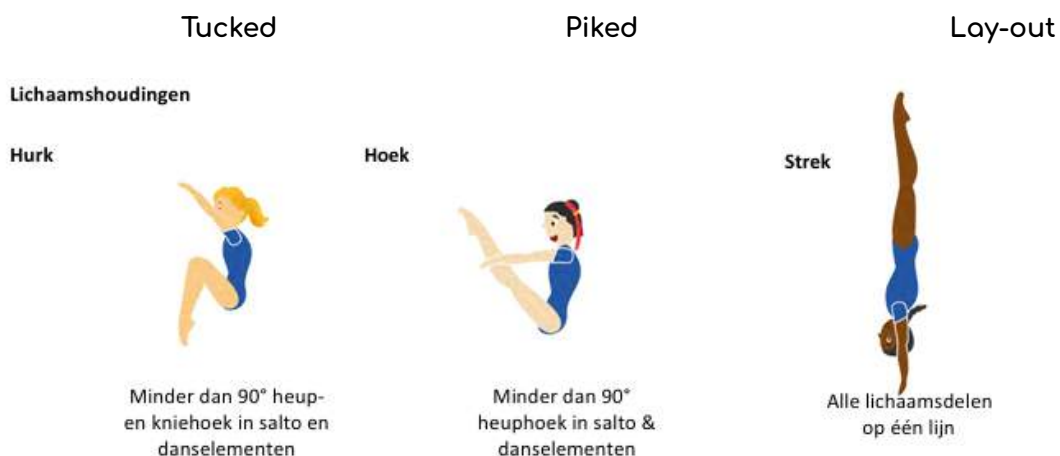 Tucked
Piked
Lay-out
Lichaamshoudingen
Hurk
Hoek
Strek
Minder dan 90° heup-
en kniehoek in salto en
danselementen
Minder dan 90°
heuphoek in salto &
danselementen
Alle lichaamsdelen
op één lijn